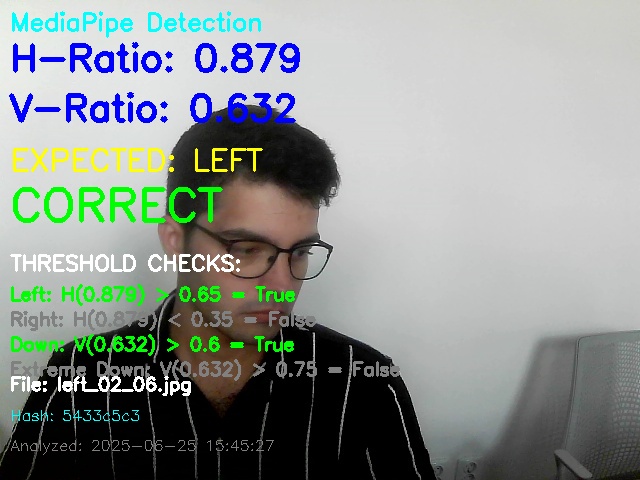 MediaPipe Detection
H-Ratio: 0.879
V-Ratio: 0.632
EXPECTED: LEFT
CORRECT
THRESHOLD CHECKS:
Left: H(0.879) > 0.65 = True
Right: H(0.879) < 0.35 = False
Down: V(0.632) > 0.6 = True
Extreme Down: V(0.632) > 0.75 = False
File: left_02_06.jpg
Hash: 5433c5c3
Analyzed: 2025-06-25 15:45:27